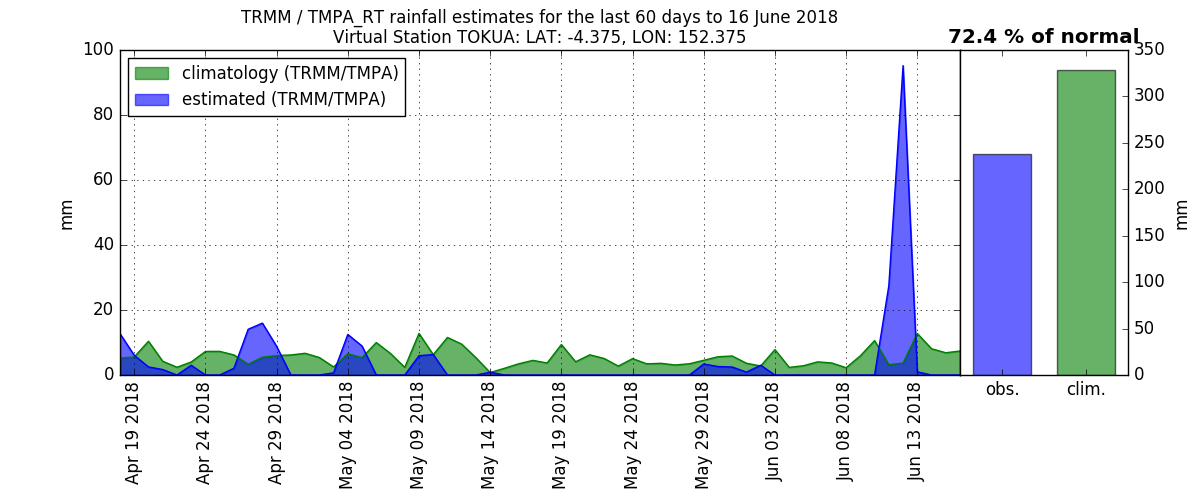 TRMM / TMPA_RT rainfall estimates for the last 60 days to 16 June 2018
Virtual Station TOKUA: LAT: -4.375, LON: 152.375
72.4 % of normal
climatology (TRMM/TMPA)
estimated (TRMM/TMPA)
mm
100
80
60
40
20
0
350
300
250
200
150
100
50
0
mm
Apr 19 2018
Apr 24 2018
Apr 29 2018
May 04 2018
May 09 2018
May 14 2018
May 19 2018
May 24 2018
May 29 2018
Jun 03 2018
Jun 08 2018
Jun 13 2018
obs.
clim.